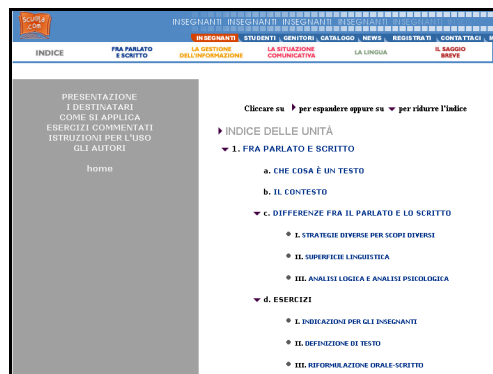 SCUOLA
COM
INSEGNANTI INSEGNANTI INSEGNANTI INSEGNANTI INSEGNANTI
INSEGNANTI STUDENTI GENITORI CATALOGO NEWS REGISTRATI CONTATTACI
INDICE
FRA PARLATO
E SCRITTO
LA GESTIONE
DELL'INFORMAZIONE
LA SITUAZIONE
COMUNICATIVA
LA LINGUA
IL SAGGIO
BREVE
PRESENTAZIONE
I DESTINATARI
COME SI APPLICA
ESERCIZI COMMENTATI
ISTRUZIONI PER L'USO
GLI AUTORI
home
Cliccare su per espandere oppure su per ridurre l'indice
INDICE DELLE UNITÀ
1. FRA PARLATO E SCRITTO
a. CHE COSA È UN TESTO
b. IL CONTESTO
c. DIFFERENZE FRA IL PARLATO E LO SCRITTO
I. STRATEGIE DIVERSE PER SCOPI DIVERSI
II. SUPERFICIE LINGUISTICA
III. ANALISI LOGICA E ANALISI PSICOLOGICA
d. ESERCIZI
I. INDICAZIONI PER GLI INSEGNANTI
II. DEFINIZIONE DI TESTO
III. RIFORMULAZIONE ORALE-SCRITTO